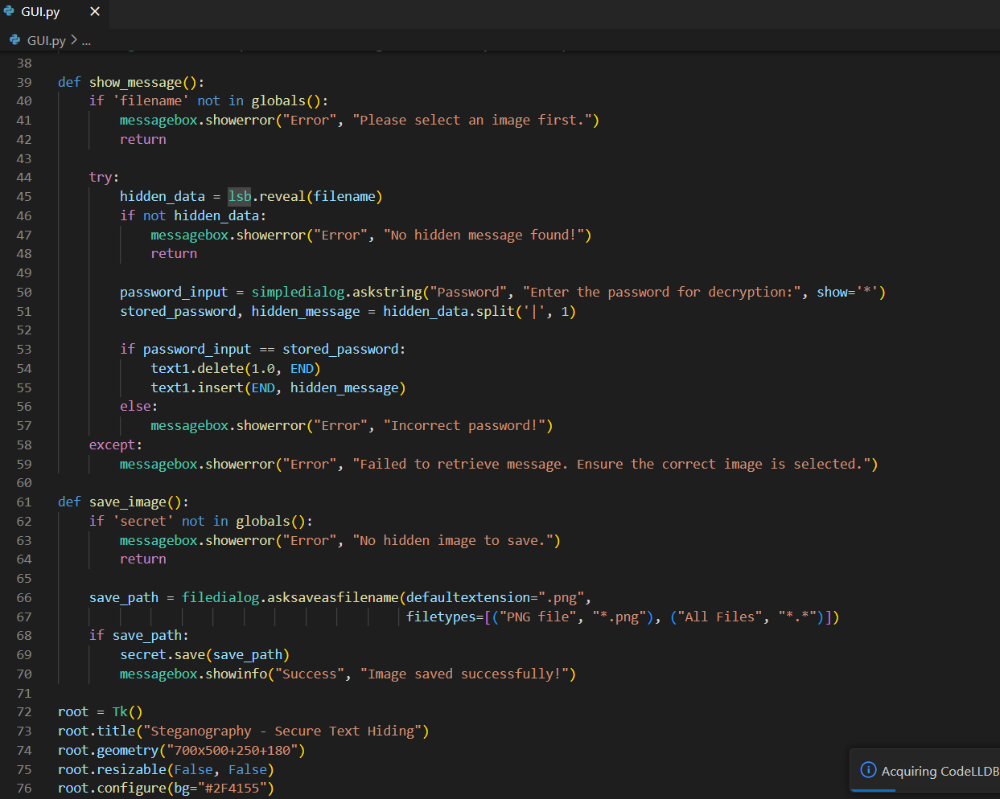 GUI.py
GUI.py > ...
38
39 def show_message():
40     if 'filename' not in globals():
41         messagebox.showerror("Error", "Please select an image first.")
42         return
43
44     try:
45         hidden_data = lsb.reveal(filename)
46         if not hidden_data:
47             messagebox.showerror("Error", "No hidden message found!")
48             return
49
50         password_input = simpledialog.askstring("Password", "Enter the password for decryption:", show='*')
51         stored_password, hidden_message = hidden_data.split('|', 1)
52
53         if password_input == stored_password:
54             text1.delete(1.0, END)
55             text1.insert(END, hidden_message)
56         else:
57             messagebox.showerror("Error", "Incorrect password!")
58     except:
59         messagebox.showerror("Error", "Failed to retrieve message. Ensure the correct image is selected.")
60
61 def save_image():
62     if 'secret' not in globals():
63         messagebox.showerror("Error", "No hidden image to save.")
64         return
65
66     save_path = filedialog.asksaveasfilename(defaultextension=".png",
67                                              filetypes=[("PNG file", "*.png"), ("All Files", "*.*")])
68     if save_path:
69         secret.save(save_path)
70         messagebox.showinfo("Success", "Image saved successfully!")
71
72 root = Tk()
73 root.title("Steganography - Secure Text Hiding")
74 root.geometry("700x500+250+180")
75 root.resizable(False, False)
76 root.configure(bg="#2F4155")
Acquiring CodeLLDB